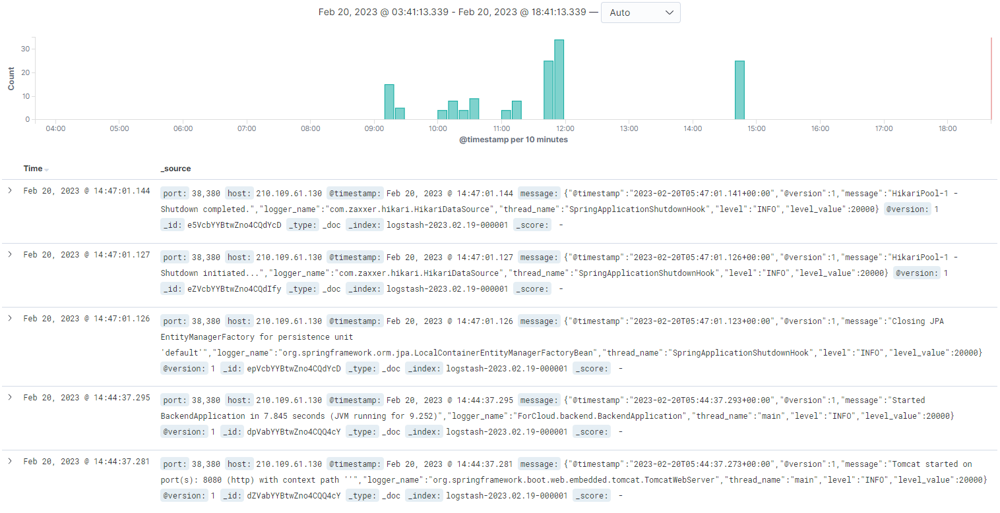 Feb 20, 2023 @ 03:41:13.339 - Feb 20, 2023 @ 18:41:13.339 — Auto
30
20
10
0
Count
04:00 05:00 06:00 07:00 08:00 09:00 10:00 11:00 12:00 13:00 14:00 15:00 16:00 17:00 18:00
@timestamp per 10 minutes
Time _source
Feb 20, 2023 @ 14:47:01.144 port: 38,380 host: 210.109.61.130 @timestamp: Feb 20, 2023 @ 14:47:01.144 message: {"@timestamp":"2023-02-20T05:47:01.141+00:00","@version":1,"message":"HikariPool-1 -
Shutdown completed.","logger_name":"com.zaxxer.hikari.HikariDataSource","thread_name":"SpringApplicationShutdownHook","level":"INFO","level_value":20000} @version: 1
_id: e5VcbYYBtwZno4CQdYcD _type: _doc _index: logstash-2023.02.19-000001 _score: -
Feb 20, 2023 @ 14:47:01.127 port: 38,380 host: 210.109.61.130 @timestamp: Feb 20, 2023 @ 14:47:01.127 message: {"@timestamp":"2023-02-20T05:47:01.126+00:00","@version":1,"message":"HikariPool-1 -
Shutdown initiated...","logger_name":"com.zaxxer.hikari.HikariDataSource","thread_name":"SpringApplicationShutdownHook","level":"INFO","level_value":20000} @version: 1
_id: eZVcbYYBtwZno4CQdIfy _type: _doc _index: logstash-2023.02.19-000001 _score: -
Feb 20, 2023 @ 14:47:01.126 port: 38,380 host: 210.109.61.130 @timestamp: Feb 20, 2023 @ 14:47:01.126 message: {"@timestamp":"2023-02-20T05:47:01.123+00:00","@version":1,"message":"Closing JPA
EntityManagerFactory for persistence unit
'default'","logger_name":"org.springframework.orm.jpa.LocalContainerEntityManagerFactoryBean","thread_name":"SpringApplicationShutdownHook","level":"INFO","level_value":20000}
@version: 1 _id: epVcbYYBtwZno4CQdYcD _type: _doc _index: logstash-2023.02.19-000001 _score: -
Feb 20, 2023 @ 14:44:37.295 port: 38,380 host: 210.109.61.130 @timestamp: Feb 20, 2023 @ 14:44:37.295 message: {"@timestamp":"2023-02-20T05:44:37.293+00:00","@version":1,"message":"Started
BackendApplication in 7.845 seconds (JVM running for 9.252)","logger_name":"ForCloud.backend.BackendApplication","thread_name":"main","level":"INFO","level_value":20000}
@version: 1 _id: dpVabYYBtwZno4CQQ4cY _type: _doc _index: logstash-2023.02.19-000001 _score: -
Feb 20, 2023 @ 14:44:37.281 port: 38,380 host: 210.109.61.130 @timestamp: Feb 20, 2023 @ 14:44:37.281 message: {"@timestamp":"2023-02-20T05:44:37.273+00:00","@version":1,"message":"Tomcat started on
port(s): 8080 (http) with context path ''","logger_name":"org.springframework.boot.web.embedded.tomcat.TomcatWebServer","thread_name":"main","level":"INFO","level_value":20000}
@version: 1 _id: dZVabYYBtwZno4CQQ4cY _type: _doc _index: logstash-2023.02.19-000001 _score: -